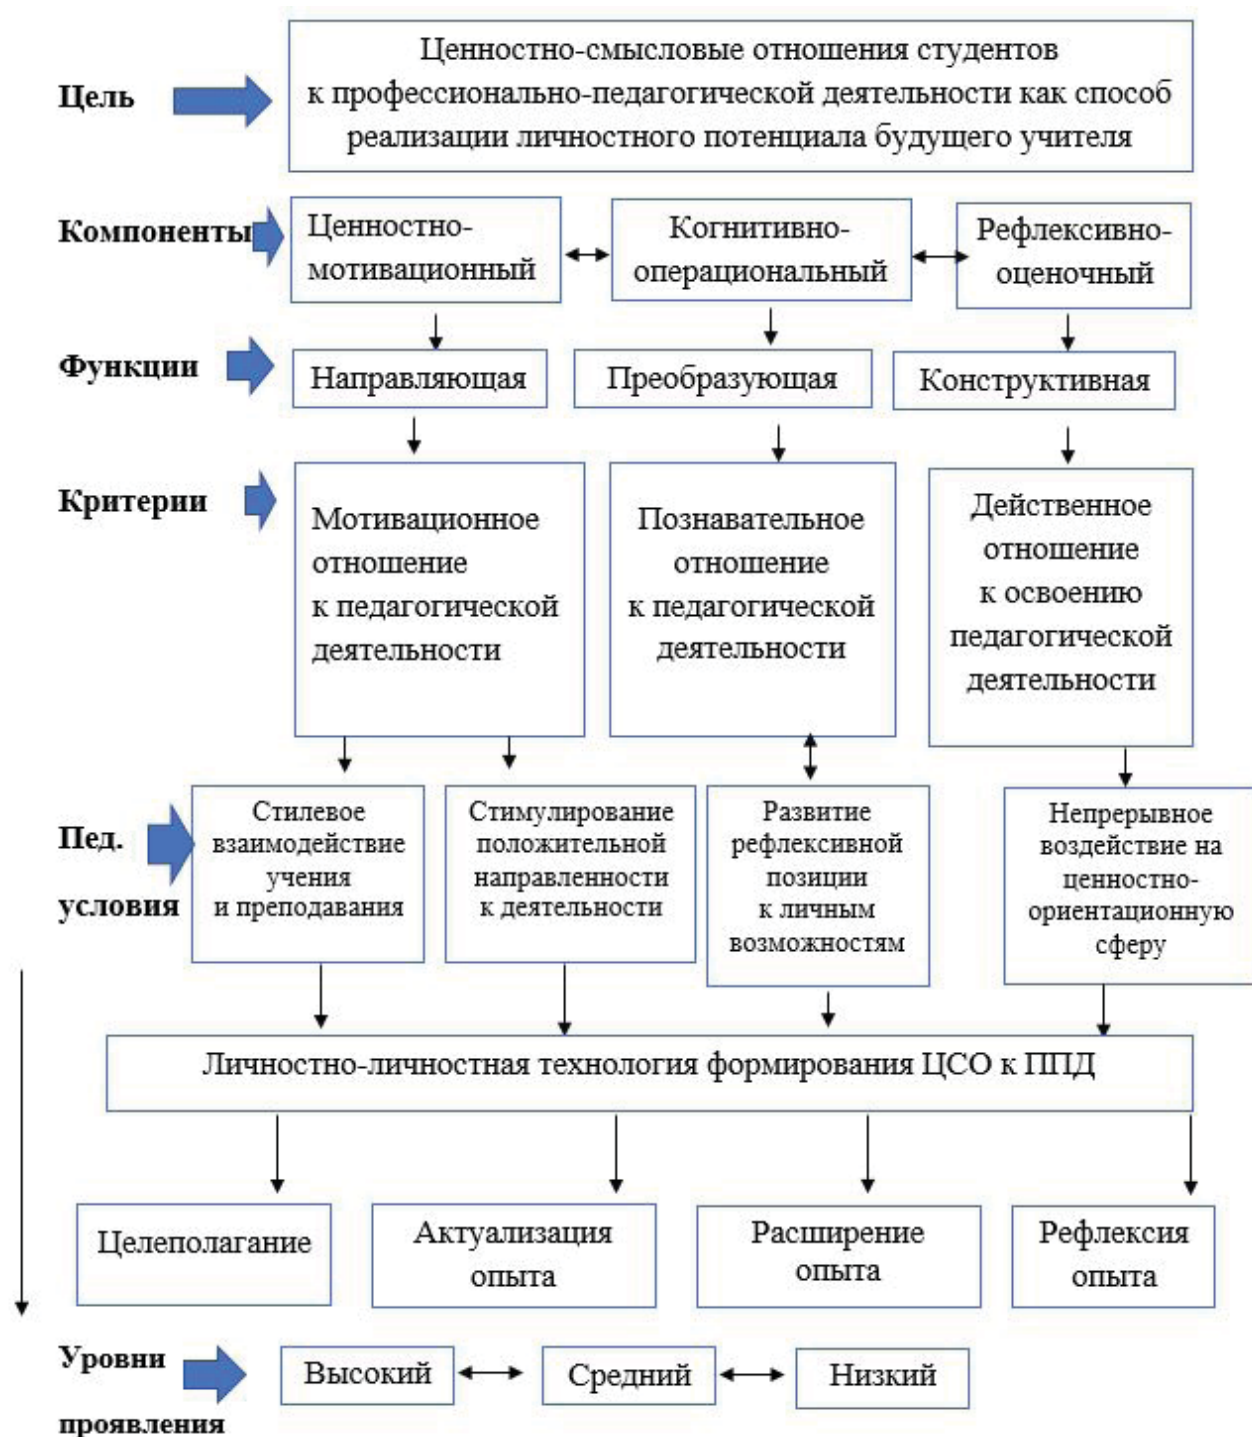 Ценностно-смысловые отношения студентов
к профессионально-педагогической деятельности как способ
реализации личностного потенциала будущего учителя
Цель
Компоненты
Ценностно-
мотивационный
Когнитивно-
операциональный
Рефлексивно-
оценочный
Функции
Направляющая
Преобразующая
Конструктивная
Критерии
Мотивационное
отношение
к педагогической
деятельности
Познавательное
отношение
к педагогической
деятельности
Действенное
отношение
к освоению
педагогической
деятельности
Пед.
условия
Стилевое
взаимодействие
учения
и преподавания
Стимулирование
положительной
направленности
к деятельности
Развитие
рефлексивной
позиции
к личным
возможностям
Непрерывное
воздействие на
ценностно-
ориентационную
сферу
Личностно-личностная технология формирования ЦСО к ППД
Целеполагание
Актуализация
опыта
Расширение
опыта
Рефлексия
опыта
Уровни
проявления
Высокий
Средний
Низкий